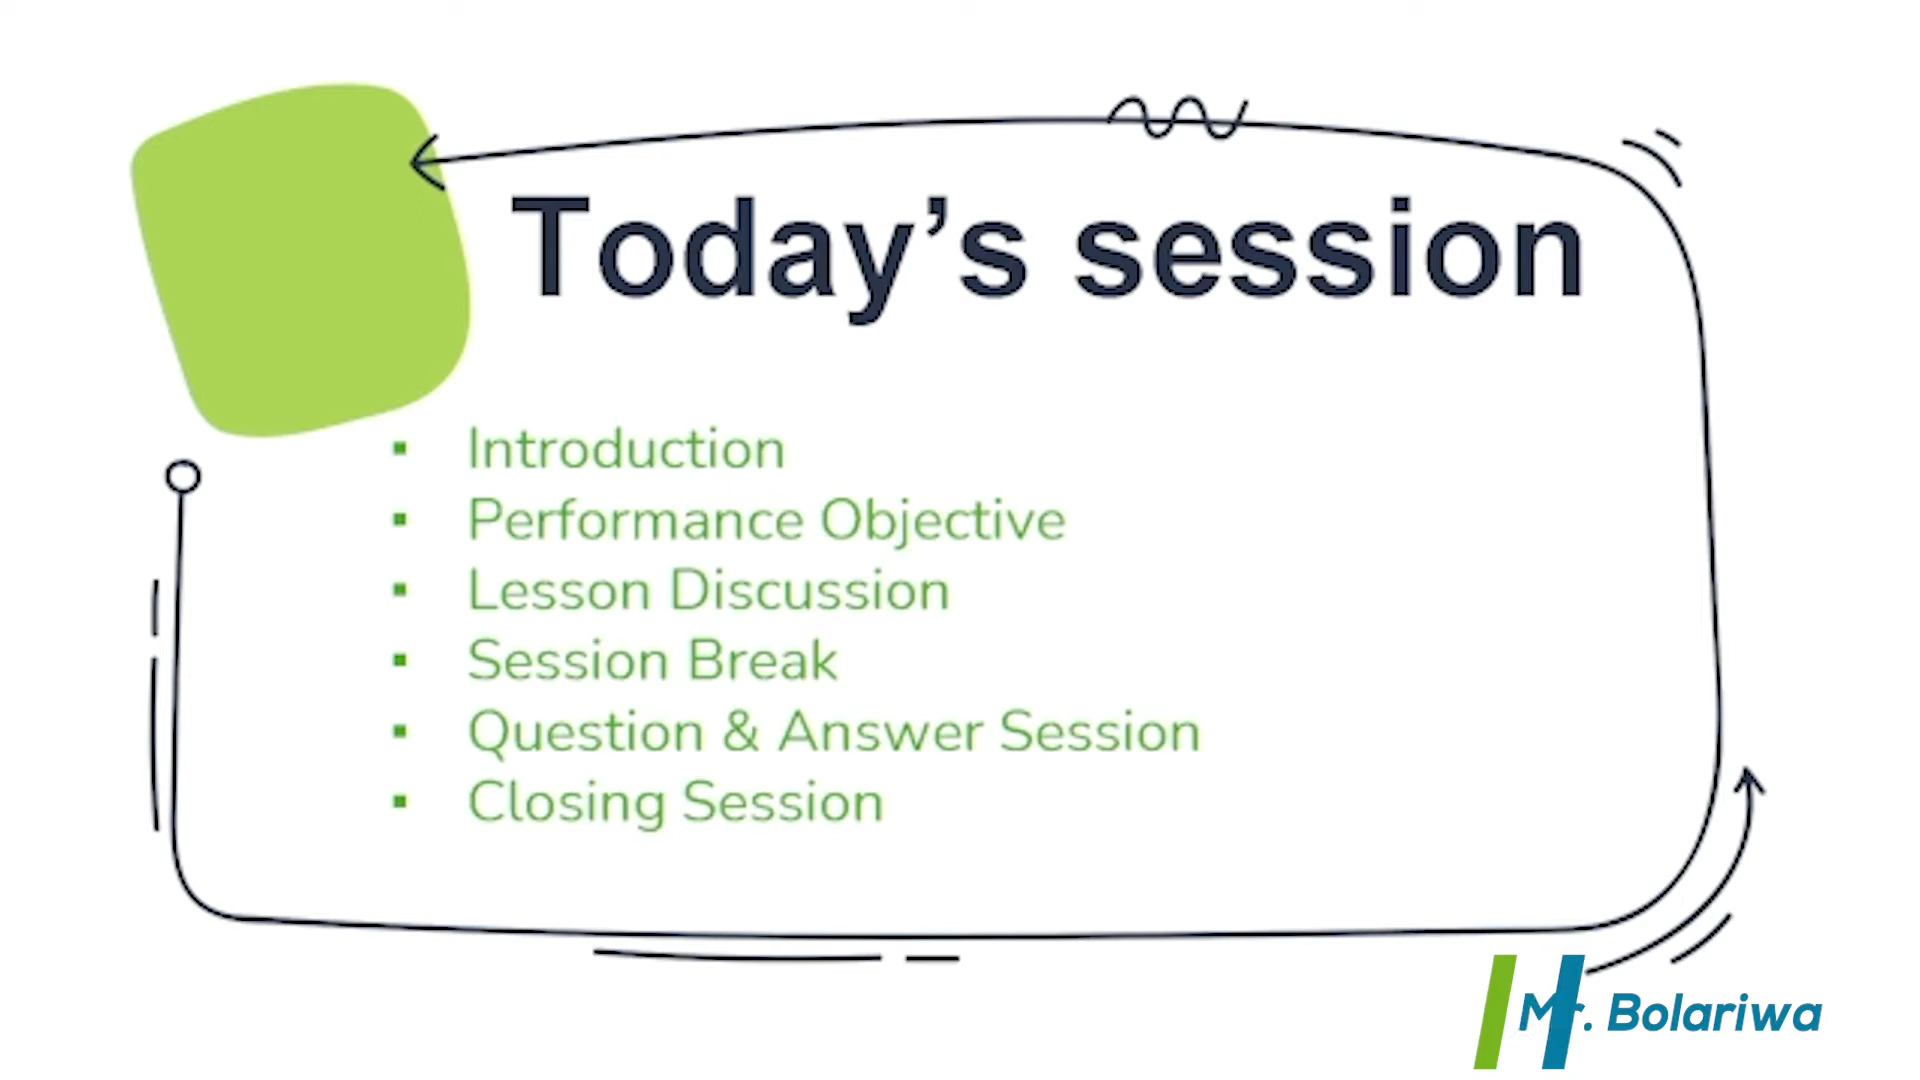 Today’s session
▪ Introduction
▪ Performance Objective
▪ Lesson Discussion
▪ Session Break
▪ Question & Answer Session
▪ Closing Session
Mr. Bolariwa